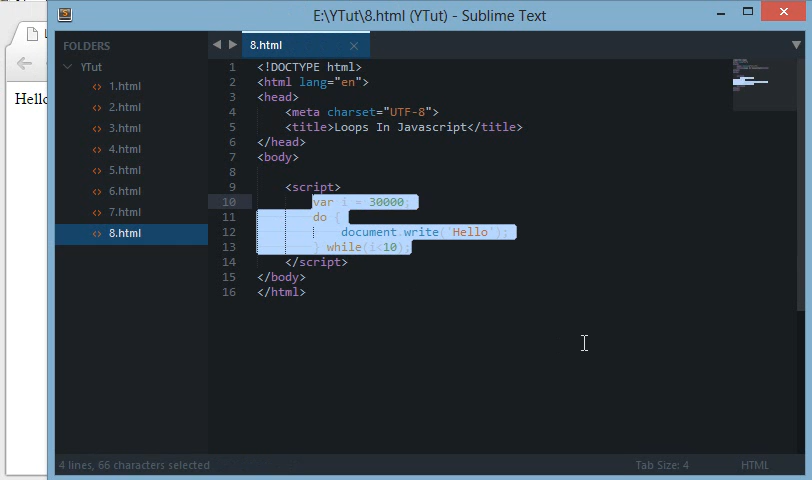 E:\YTut\8.html (YTut) - Sublime Text
FOLDERS
YTut
1.html
2.html
3.html
4.html
5.html
6.html
7.html
8.html
8.html
1 <!DOCTYPE html>
2 <html lang="en">
3 <head>
4 <meta charset="UTF-8">
5 <title>Loops In Javascript</title>
6 </head>
7 <body>
8
9 <script>
10 var i = 30000;
11 do {
12 document.write('Hello');
13 } while(i<10);
14 </script>
15 </body>
16 </html>
Hello
4 lines, 66 characters selected
Tab Size: 4
HTML